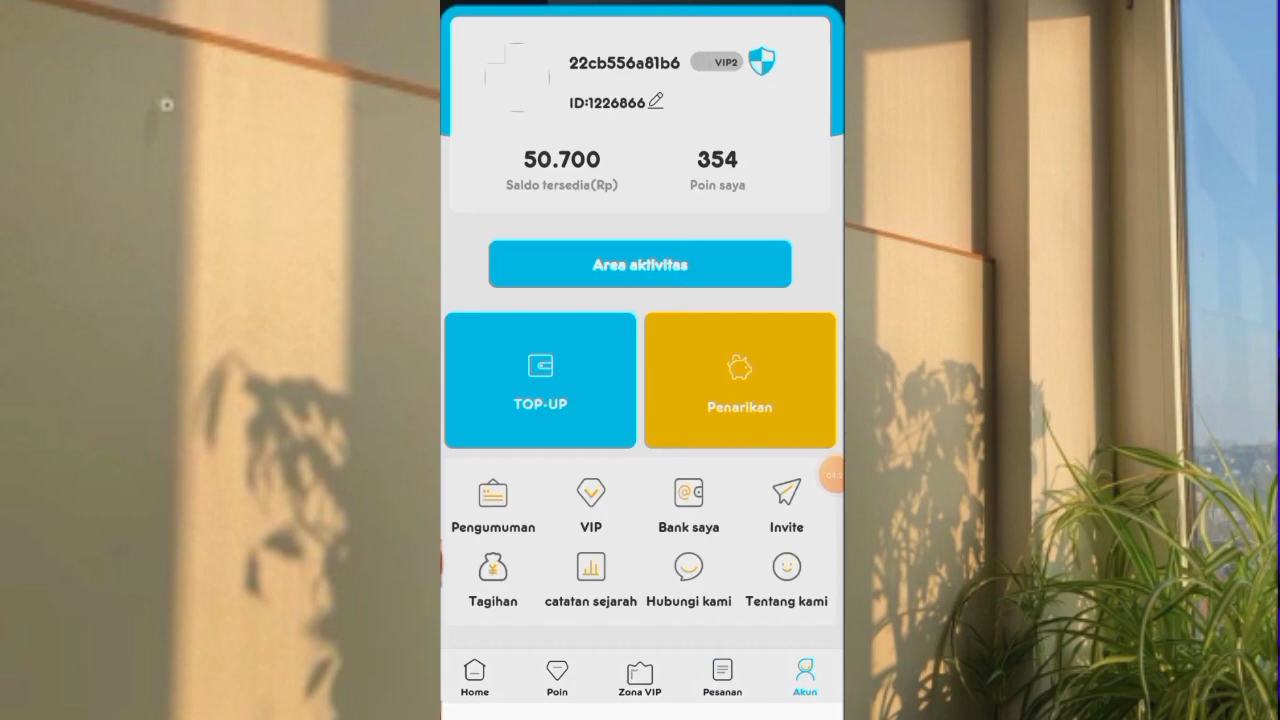 22cb556a81b6 VIP2
ID:1226866
50.700 354
Saldo tersedia(Rp) Poin saya
Area aktivitas
TOP-UP Penarikan
Pengumuman VIP Bank saya Invite
Tagihan catatan sejarah Hubungi kami Tentang kami
Home Poin Zona VIP Pesanan Akun